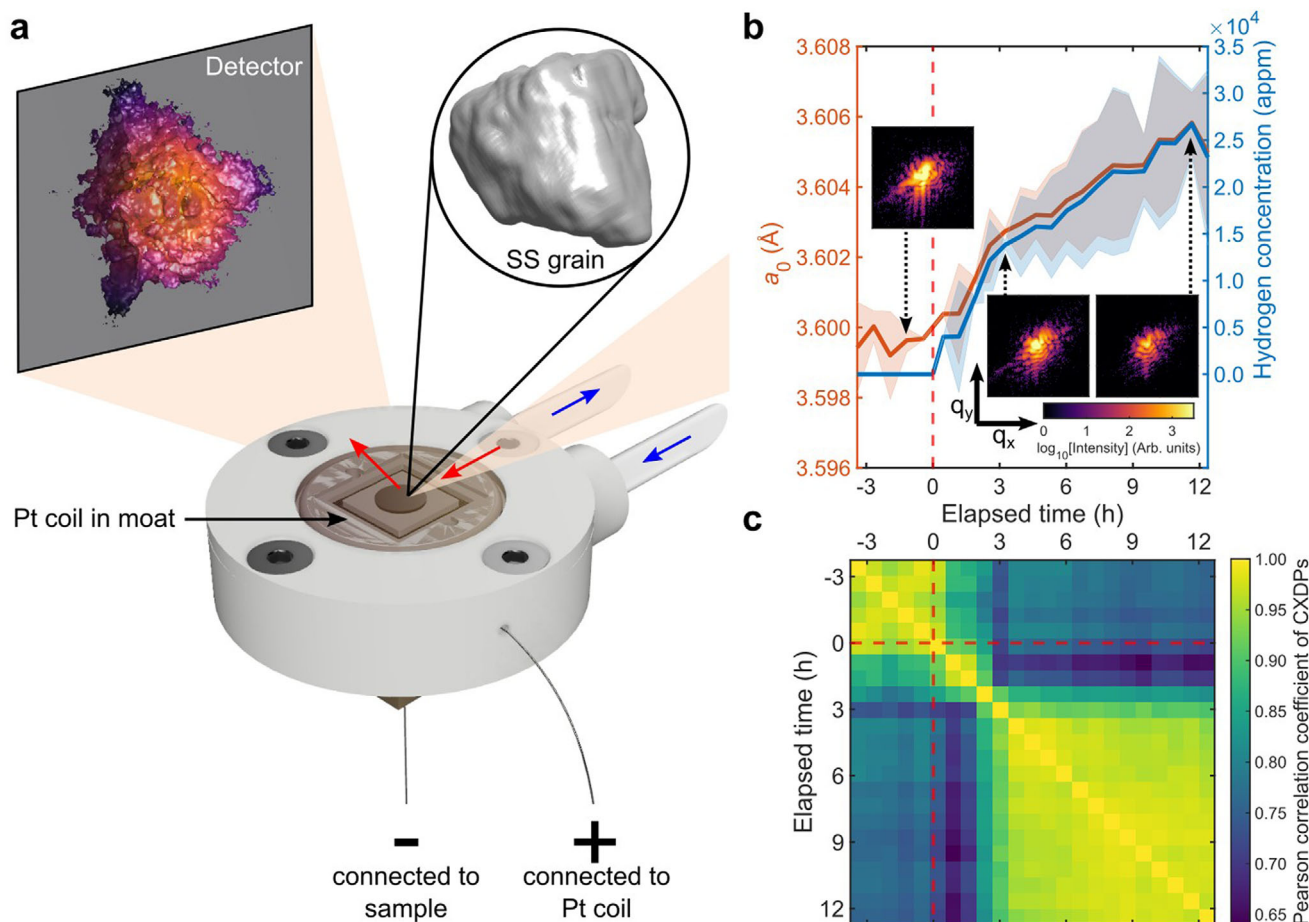 a
Detector
SS grain
Pt coil in moat
−
connected to
sample
+
connected to
Pt coil
b
×10⁴
3.608
3.606
3.604
3.602
3.600
3.598
3.596
a₀ (Å)
3.5
3.0
2.5
2.0
1.5
1.0
0.5
0.0
Hydrogen concentration (appm)
q_y
q_x
0 1 2 3
log₁₀[Intensity] (Arb. units)
-3 0 3 6 9 12
Elapsed time (h)
c
-3 0 3 6 9 12
-3
0
3
6
9
12
Elapsed time (h)
1.00
0.95
0.90
0.85
0.80
0.75
0.70
0.65
Pearson correlation coefficient of CXDPs